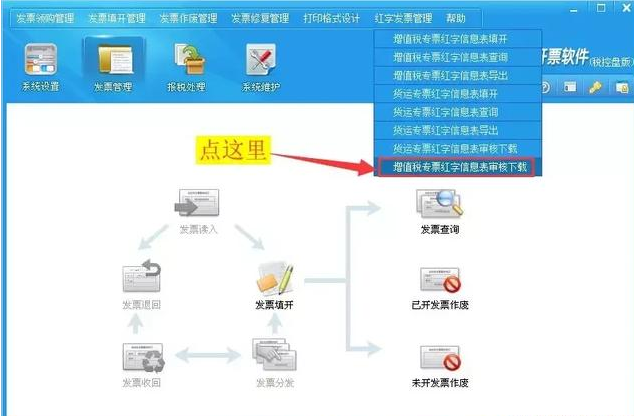 发票领购管理 发票填开管理 发票作废管理 发票修复管理 打印格式设计 红字发票管理 帮助
增值税专票红字信息表填开
增值税专票红字信息表查询
增值税专票红字信息表导出
货运专票红字信息表填开
货运专票红字信息表查询
货运专票红字信息表导出
货运专票红字信息表审核下载
增值税专票红字信息表审核下载
开票软件(税控盘版)
系统设置 发票管理 报税处理 系统维护
点这里
发票读入 发票查询
发票退回 发票填开 已开发票作废
发票收回 发票分发 未开发票作废